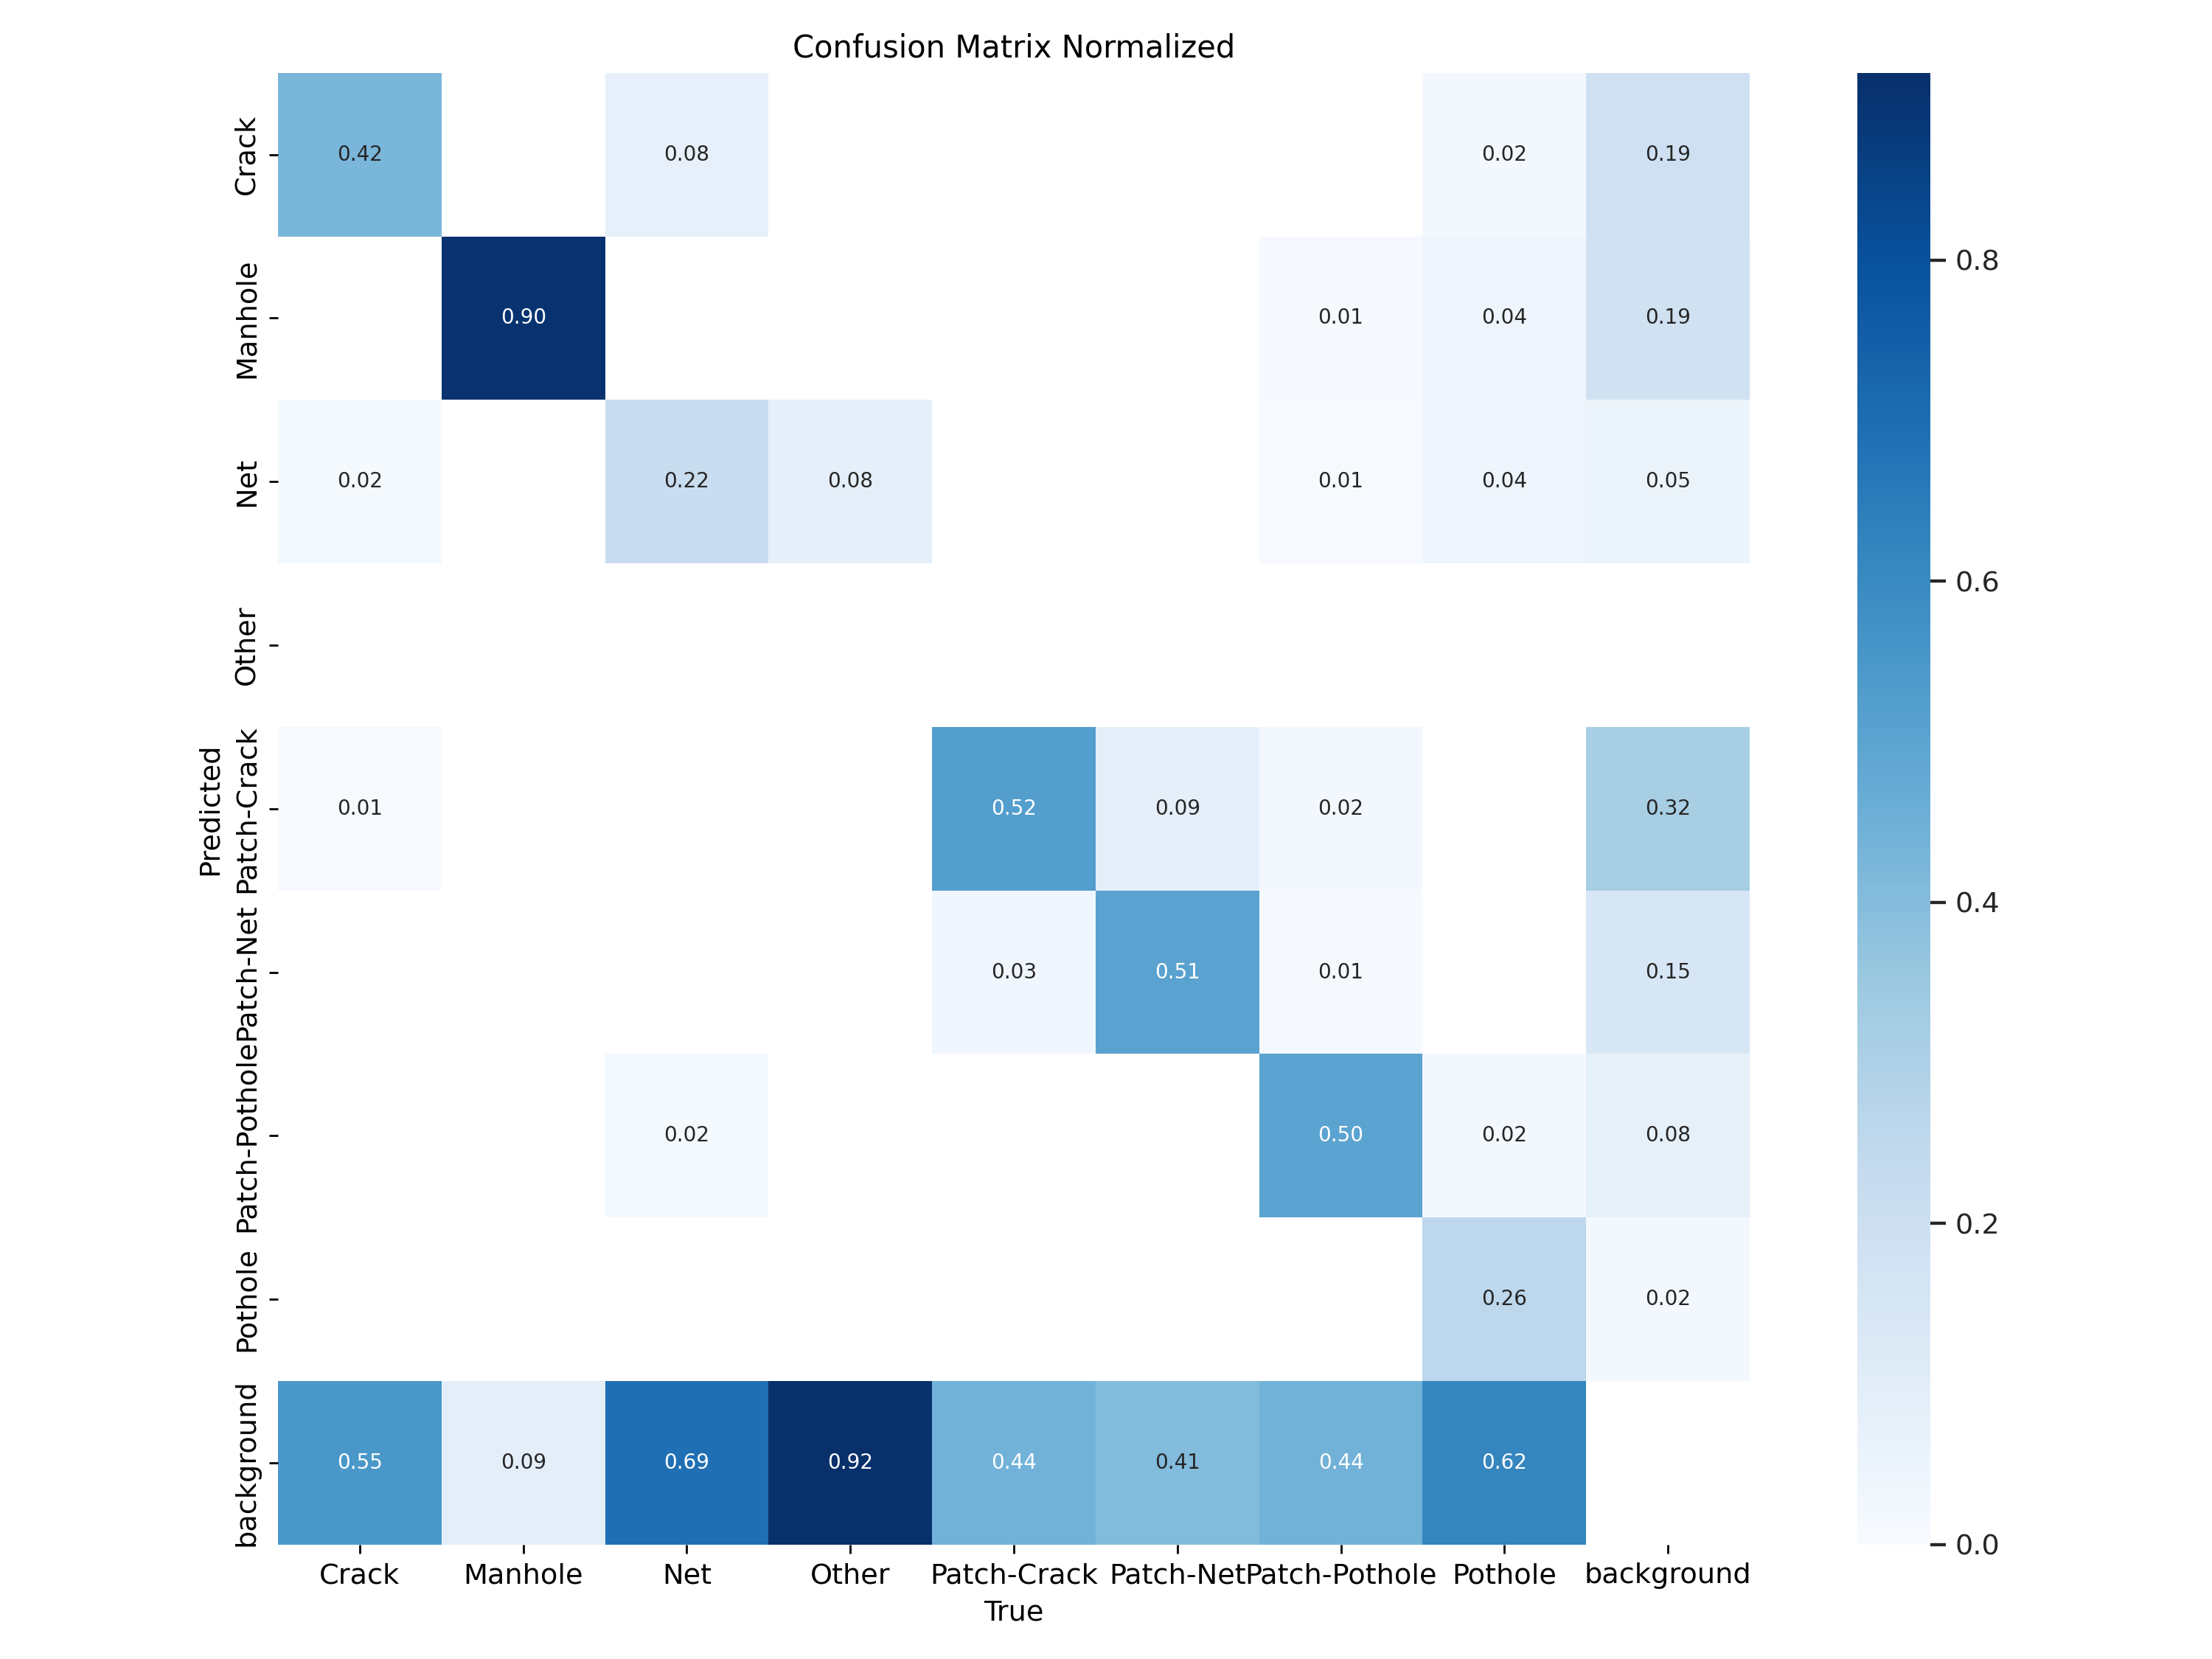 Confusion Matrix Normalized
Crack
0.42 0.08 0.02 0.19
Manhole
0.90 0.01 0.04 0.19
Net
0.02 0.22 0.08 0.01 0.04 0.05
Other
Patch-Crack
0.01 0.52 0.09 0.02 0.32
Patch-Net
0.03 0.51 0.01 0.15
Patch-Pothole
0.02 0.50 0.02 0.08
Pothole
0.26 0.02
background
0.55 0.09 0.69 0.92 0.44 0.41 0.44 0.62
Predicted
Crack Manhole Net Other Patch-Crack Patch-Net Patch-Pothole Pothole background
True
0.8
0.6
0.4
0.2
0.0